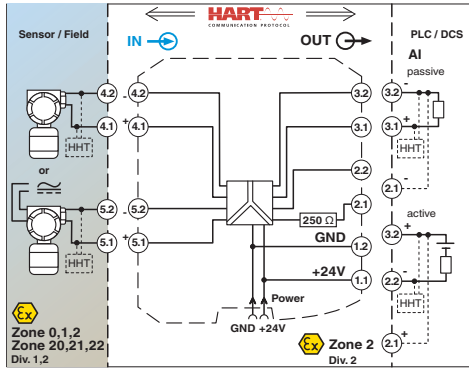 HART
COMMUNICATION PROTOCOL
Sensor / Field
IN
OUT
PLC / DCS
AI
passive
4.2 - 4.2
3.2
3.2 -
4.1 + 4.1
3.1
3.1 +
HHT
HHT
or
2.2
2.1
2.1 -
5.2 - 5.2
250 Ω
active
GND
1.2
3.2 +
5.1 + 5.1
HHT
+24V
1.1
2.2 -
HHT
Power
GND +24V
2.1 +
Ex
Zone 0,1,2
Zone 20,21,22
Div. 1,2
Ex
Zone 2
Div. 2